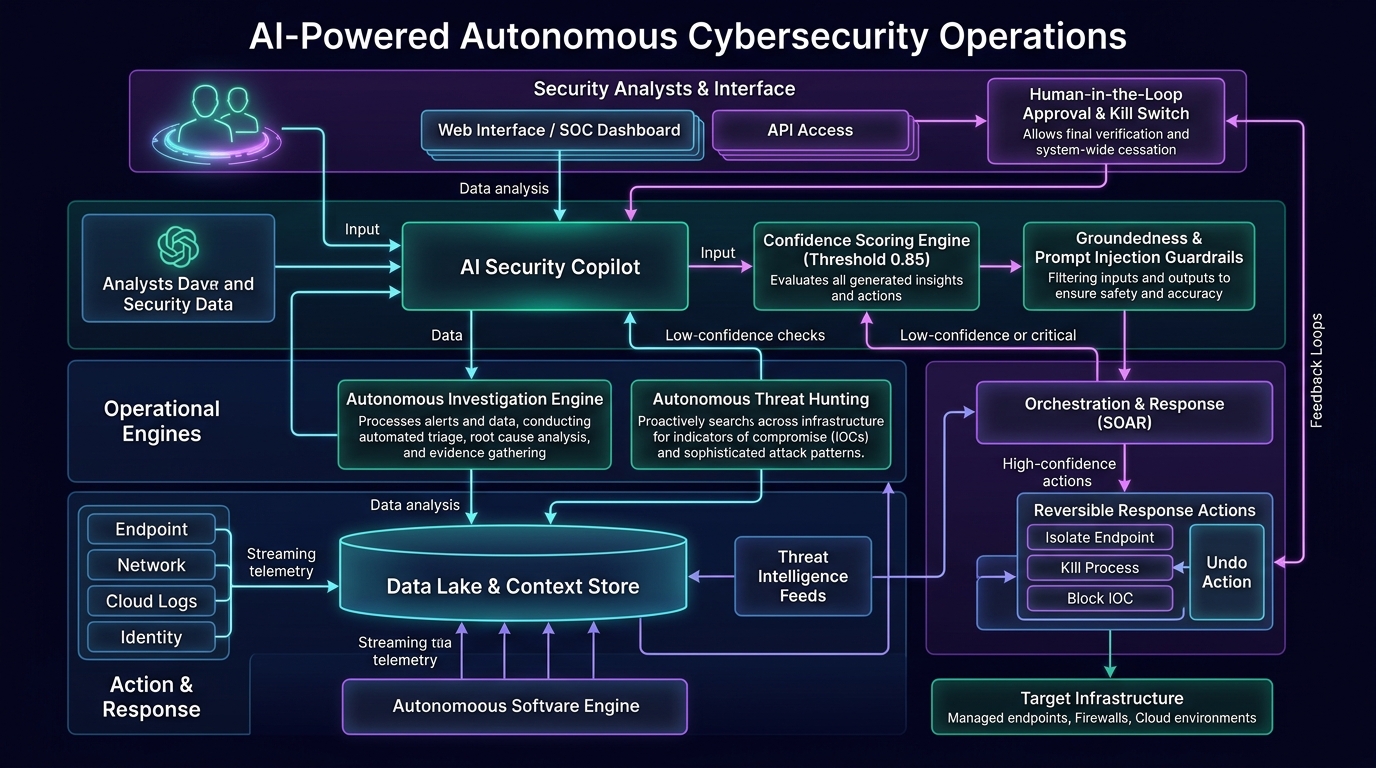 AI-Powered Autonomous Cybersecurity Operations
Security Analysts & Interface
Web Interface / SOC Dashboard
API Access
Human-in-the-Loop
Approval & Kill Switch
Allows final verification and
system-wide cessation
Data analysis
Input
Analysts and
Security Data
AI Security Copilot
Input
Confidence Scoring Engine
(Threshold 0.85)
Evaluates all generated insights
and actions
Groundedness &
Prompt Injection Guardrails
Filtering inputs and outputs to
ensure safety and accuracy
Data
Low-confidence checks
Low-confidence or critical
Feedback Loops
Operational
Engines
Autonomous Investigation Engine
Processes alerts and data, conducting
automated triage, root cause analysis,
and evidence gathering
Autonomous Threat Hunting
Proactively searchs across infrastructure
for indicators of compromise (IOCs)
and sophisticated attack patterns.
Orchestration & Response
(SOAR)
High-confidence
actions
Data analysis
Endpoint
Network
Cloud Logs
Identity
Streaming
telemetry
Data Lake & Context Store
Threat
Intelligence
Feeds
Reversible Response Actions
Isolate Endpoint
KIll Process
Block IOC
Undo
Action
Streaming
telemetry
Action &
Response
Autonomoous Software Engine
Target Infrastructure
Managed endpoints, Firewalls, Cloud environments